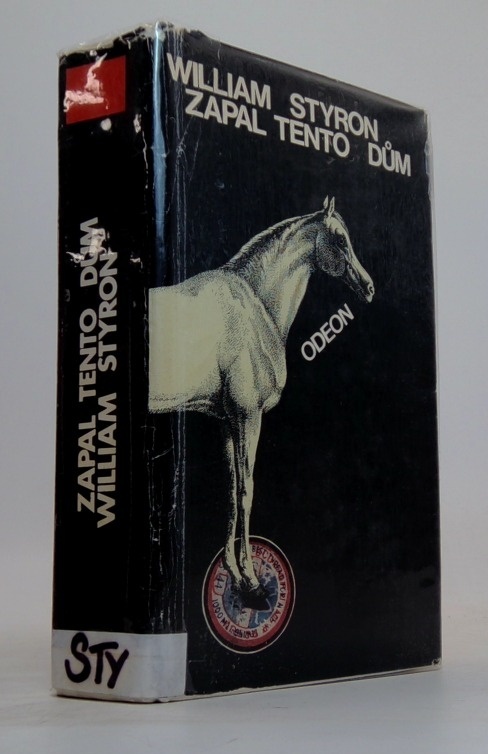 WILLIAM STYRON
ZAPAL TENTO DŮM
ODEON
ZAPAL TENTO DŮM
WILLIAM STYRON
STY